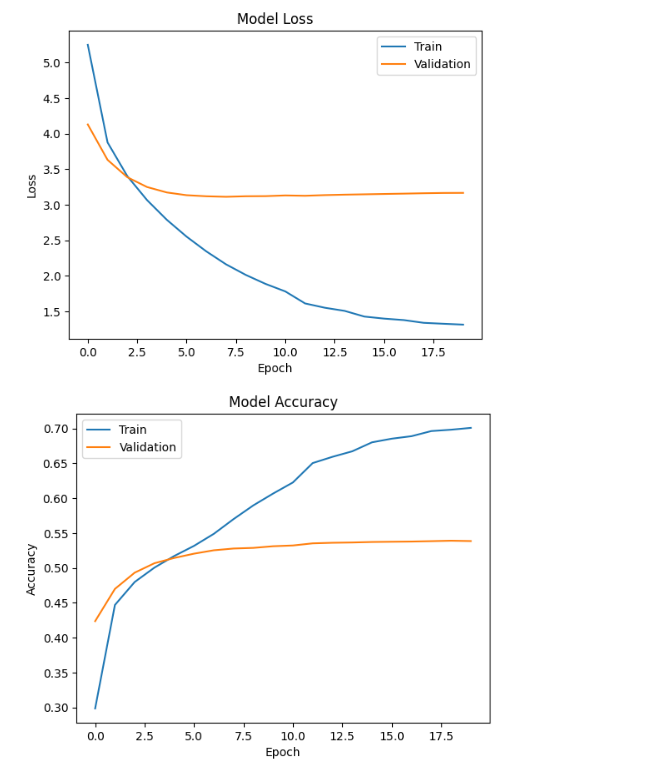 Model Loss
Train
Validation
5.0
4.5
4.0
3.5
3.0
2.5
2.0
1.5
Loss
0.0 2.5 5.0 7.5 10.0 12.5 15.0 17.5
Epoch
Model Accuracy
Train
Validation
0.70
0.65
0.60
0.55
0.50
0.45
0.40
0.35
0.30
Accuracy
0.0 2.5 5.0 7.5 10.0 12.5 15.0 17.5
Epoch